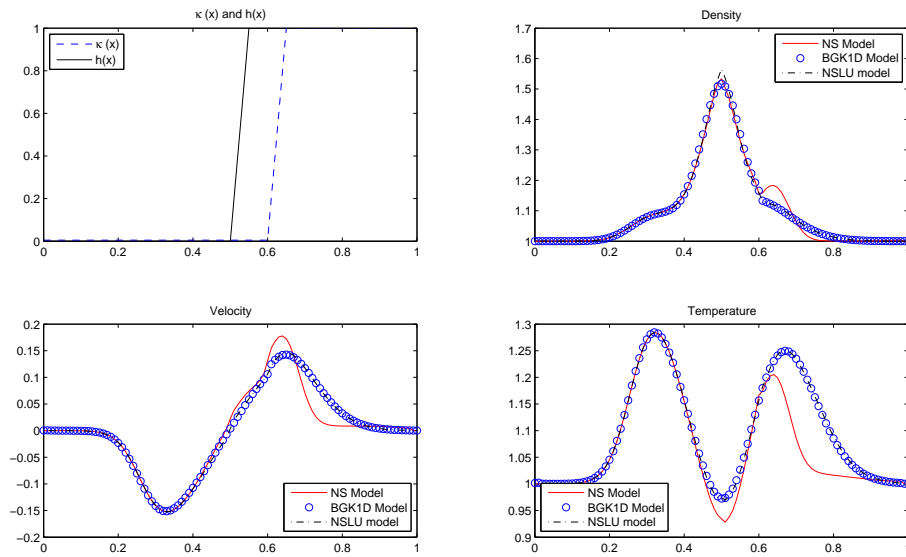 κ (x) and h(x)
1
0.8
0.6
0.4
0.2
0
0 0.2 0.4 0.6 0.8 1
κ (x)
h(x)
Density
1.7
1.6
1.5
1.4
1.3
1.2
1.1
1
0 0.2 0.4 0.6 0.8 1
NS Model
BGK1D Model
NSLU model
Velocity
0.2
0.15
0.1
0.05
0
−0.05
−0.1
−0.15
−0.2
0 0.2 0.4 0.6 0.8 1
NS Model
BGK1D Model
NSLU model
Temperature
1.3
1.25
1.2
1.15
1.1
1.05
1
0.95
0.9
0 0.2 0.4 0.6 0.8 1
NS Model
BGK1D Model
NSLU model